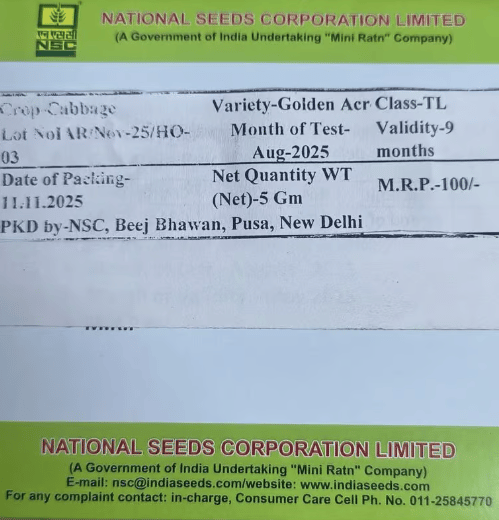 एन एस सी
NSC
NATIONAL SEEDS CORPORATION LIMITED
(A Government of India Undertaking "Mini Ratn" Company)
Crop-Cabbage Variety-Golden Acr Class-TL
Lot NoIAR/Nov-25/HO-03 Month of Test-Aug-2025 Validity-9 months
Date of Packing-11.11.2025 Net Quantity WT (Net)-5 Gm M.R.P.-100/-
PKD by-NSC, Beej Bhawan, Pusa, New Delhi
NATIONAL SEEDS CORPORATION LIMITED
(A Government of India Undertaking "Mini Ratn" Company)
E-mail: nsc@indiaseeds.com/website: www.indiaseeds.com
For any complaint contact: in-charge, Consumer Care Cell Ph. No. 011-25845770